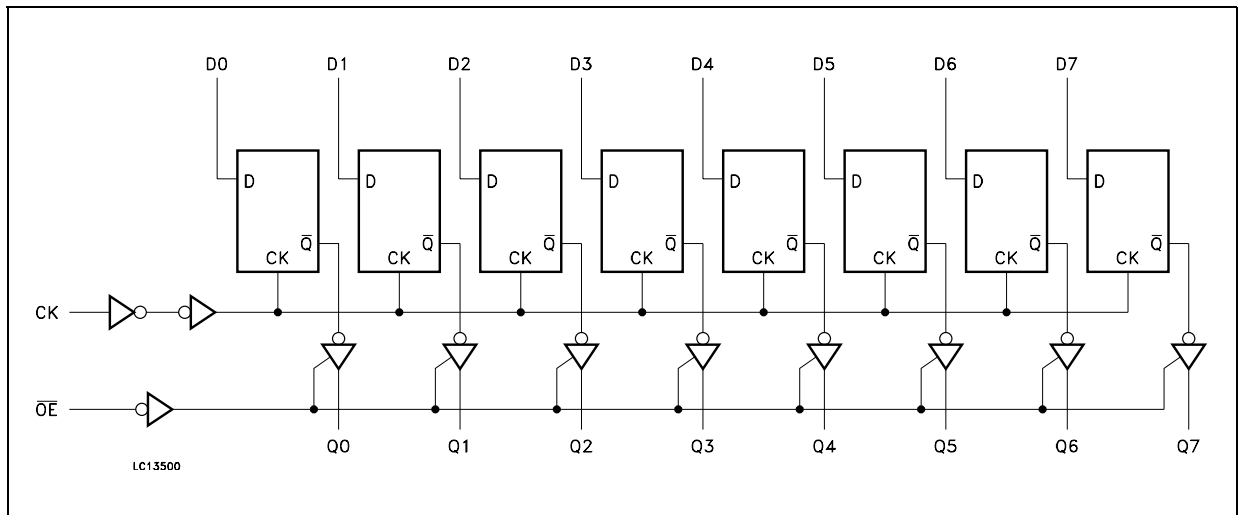 D0 D1 D2 D3 D4 D5 D6 D7
D D D D D D D D
Q̅ Q̅ Q̅ Q̅ Q̅ Q̅ Q̅ Q̅
CK CK CK CK CK CK CK CK
CK
O̅E̅
Q0 Q1 Q2 Q3 Q4 Q5 Q6 Q7
LC13500